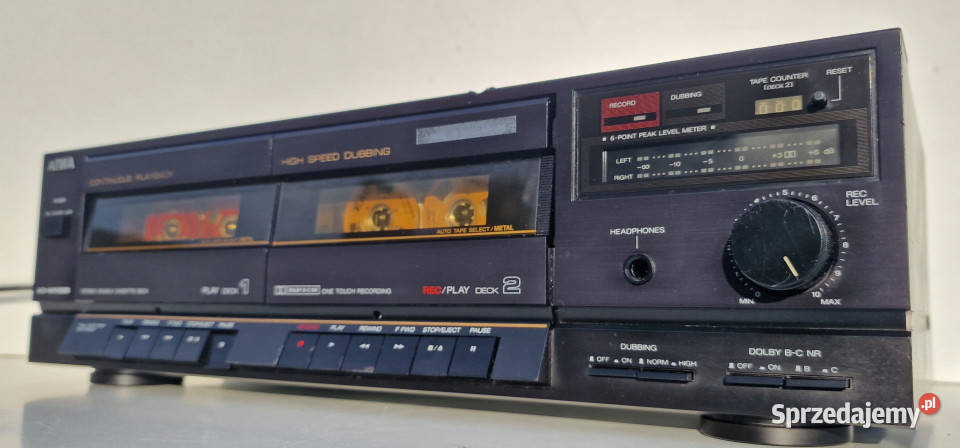 AIWA
CONTINUOUS PLAYBACK
HIGH SPEED DUBBING
AUTO TAPE SELECT/METAL
PLAY DECK 1
ONE TOUCH RECORDING
REC/PLAY DECK 2
PLAY REWIND F FWD STOP/EJECT PAUSE
RECORD
DUBBING
TAPE COUNTER
(DECK 2)
RESET
000
6-POINT PEAK LEVEL METER
LEFT
-∞ -10 -5 0 +3 +6 dB
RIGHT
HEADPHONES
REC
LEVEL
MIN
10
MAX
DUBBING
OFF ON NORM HIGH
DOLBY B-C NR
OFF ON B C
Sprzedajemy.pl